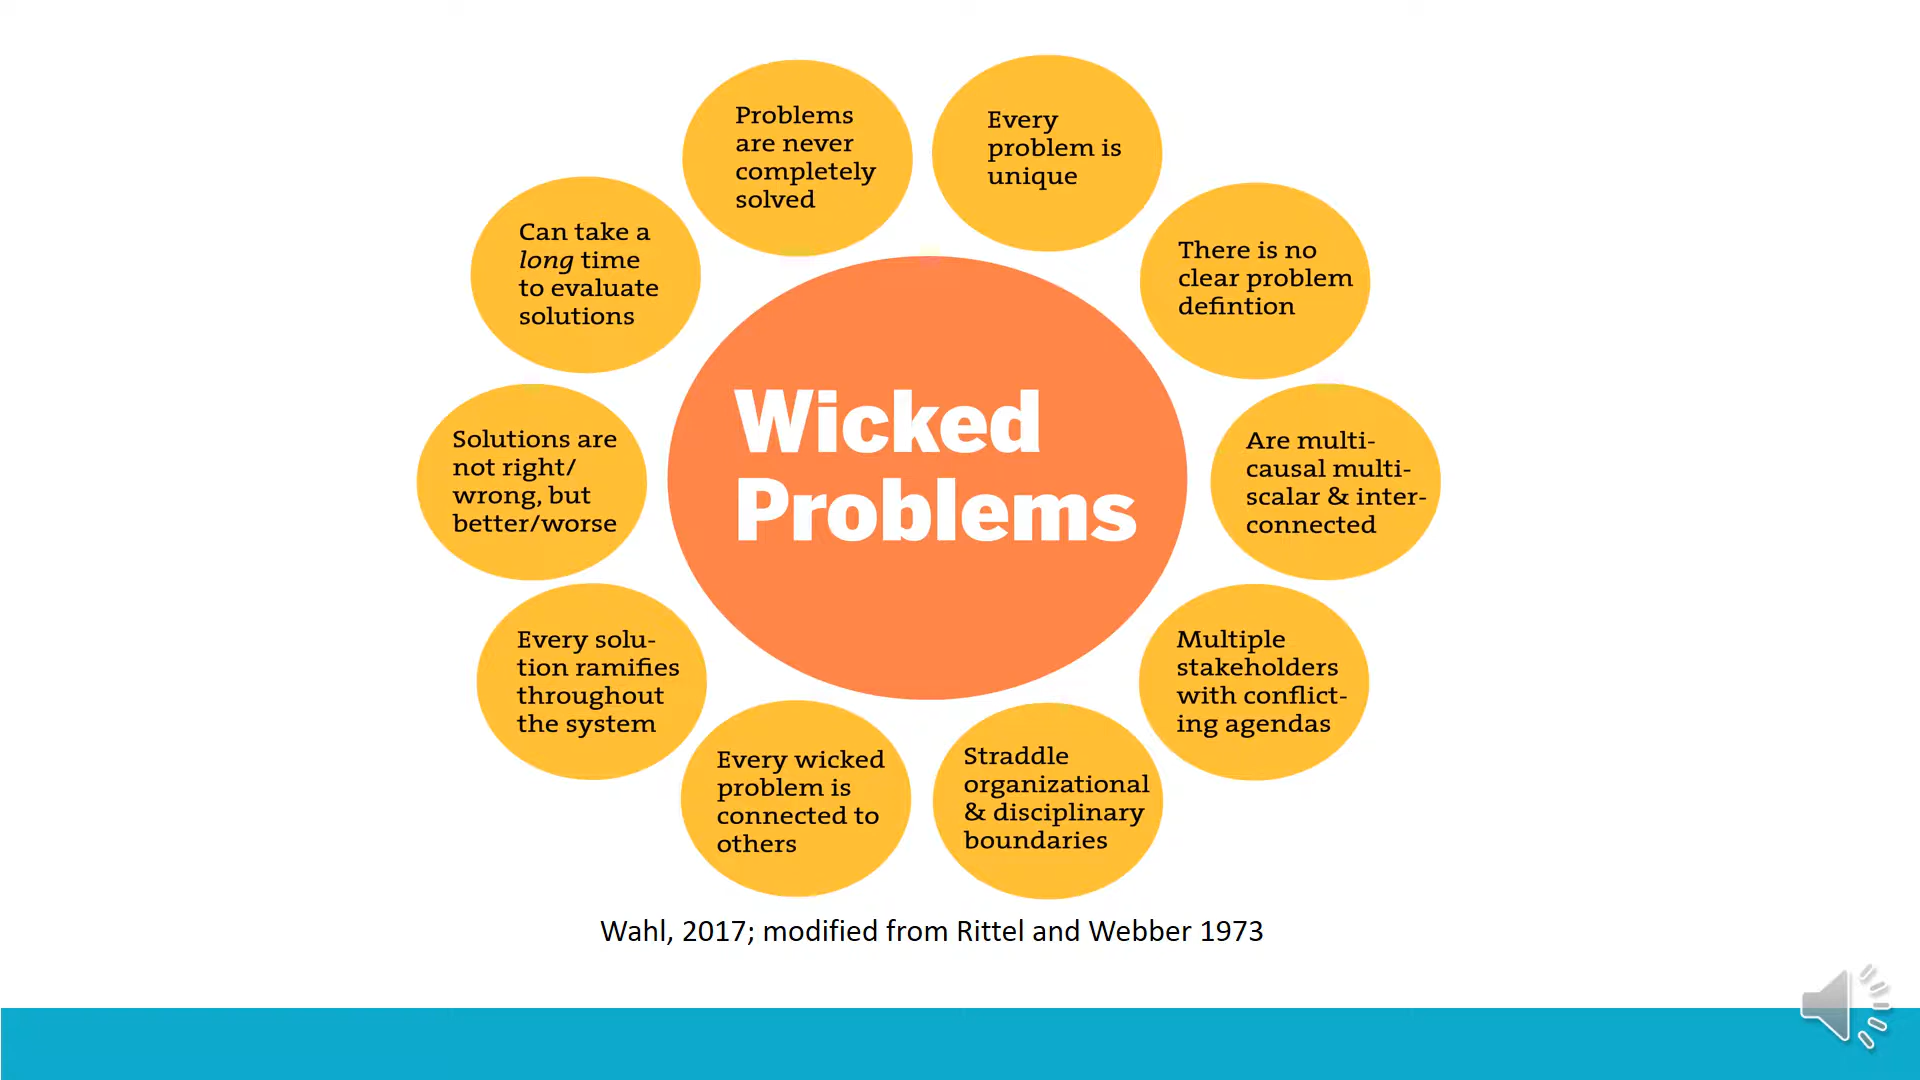 Problems
are never
completely
solved
Every
problem is
unique
There is no
clear problem
defintion
Are multi-
causal multi-
scalar & inter-
connected
Multiple
stakeholders
with conflict-
ing agendas
Straddle
organizational
& disciplinary
boundaries
Every wicked
problem is
connected to
others
Every solu-
tion ramifies
throughout
the system
Solutions are
not right/
wrong, but
better/worse
Can take a
long time
to evaluate
solutions
Wicked
Problems
Wahl, 2017; modified from Rittel and Webber 1973